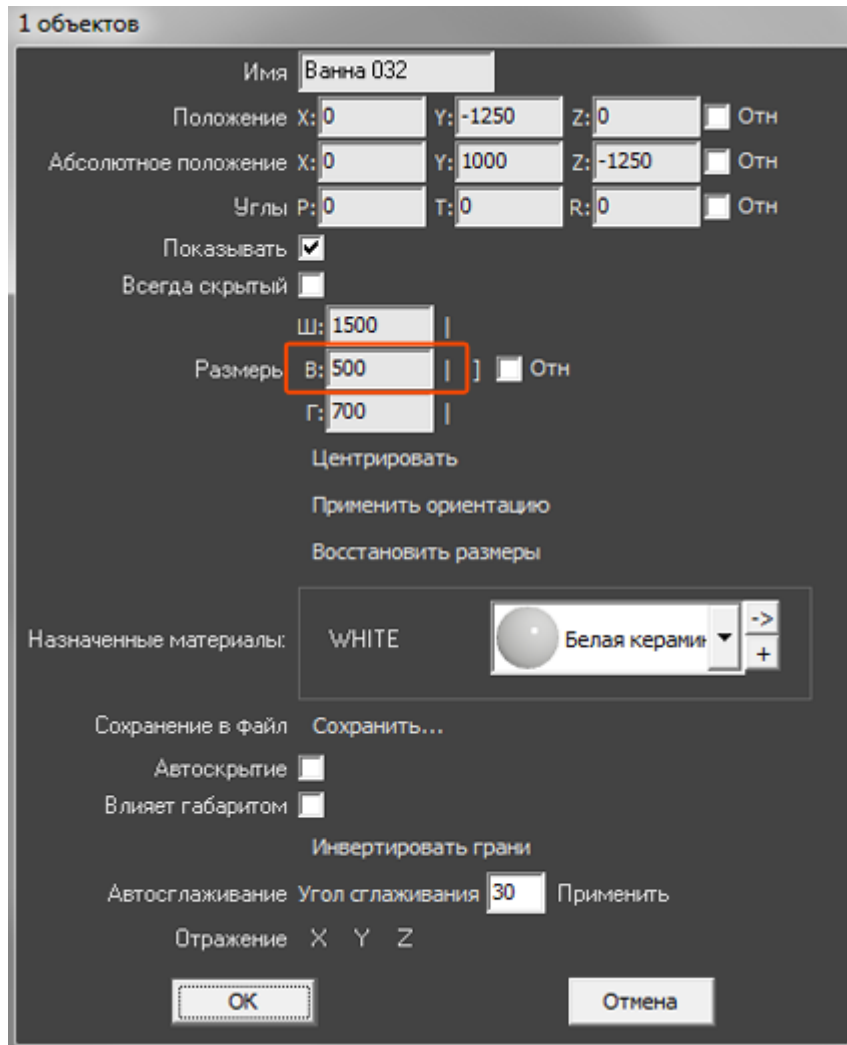 1 объектов
Имя Ванна 032
Положение X: 0 Y: -1250 Z: 0 Отн
Абсолютное положение X: 0 Y: 1000 Z: -1250 Отн
Углы P: 0 T: 0 R: 0 Отн
Показывать
Всегда скрытый
Ш: 1500 |
Размеры В: 500 | ] Отн
Г: 700 |
Центрировать
Применить ориентацию
Восстановить размеры
Назначенные материалы: WHITE Белая керамик ->
+
Сохранение в файл Сохранить...
Автоскрытие
Влияет габаритом
Инвертировать грани
Автосглаживание Угол сглаживания 30 Применить
Отражение X Y Z
OK Отмена